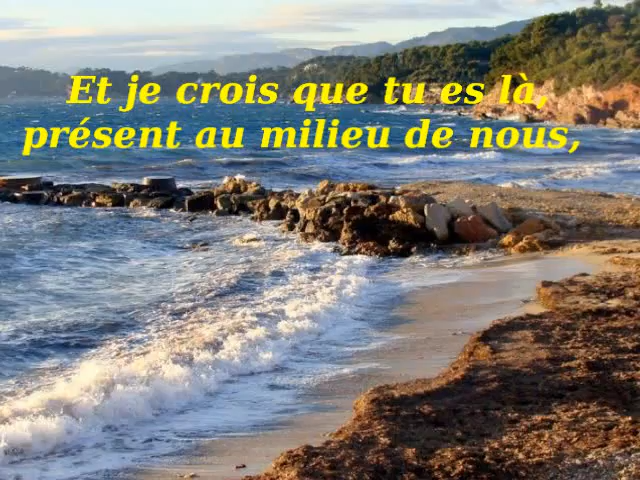 Et je crois que tu es là,
présent au milieu de nous,